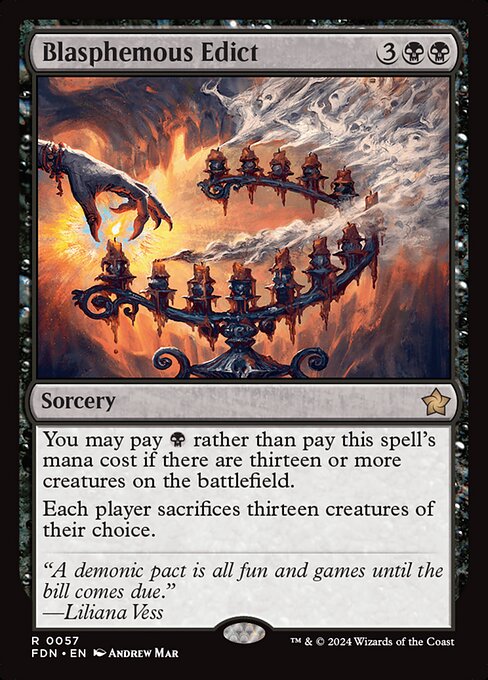 Blasphemous Edict 3
Sorcery
You may pay rather than pay this spell's
mana cost if there are thirteen or more
creatures on the battlefield.
Each player sacrifices thirteen creatures of
their choice.
“A demonic pact is all fun and games until the
bill comes due.”
—Liliana Vess
R 0057
FDN • EN Andrew Mar
™ & © 2024 Wizards of the Coast